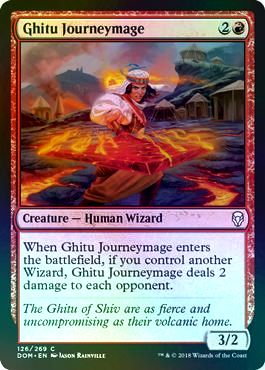 Ghitu Journeymage 2
Creature — Human Wizard
When Ghitu Journeymage enters
the battlefield, if you control another
Wizard, Ghitu Journeymage deals 2
damage to each opponent.
The Ghitu of Shiv are as fierce and
uncompromising as their volcanic home.
3/2
126/269 C
DOM • EN Jason Rainville
™ & © 2018 Wizards of the Coast